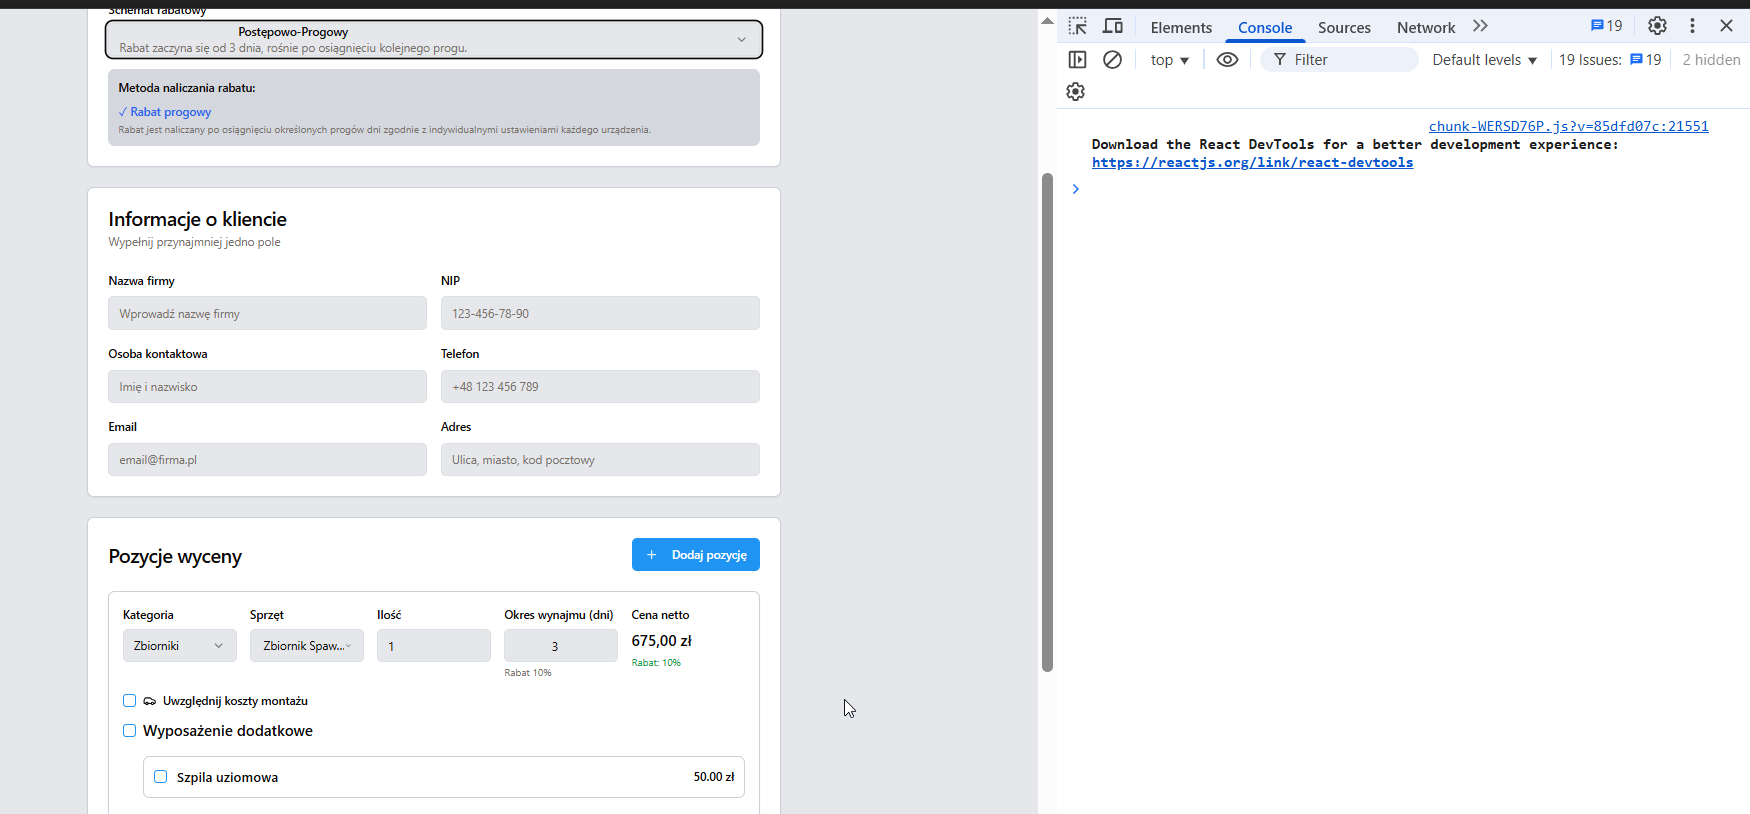 Schemat rabatowy
Postępowo-Progowy
Rabat zaczyna się od 3 dnia, rośnie po osiągnięciu kolejnego progu.
Metoda naliczania rabatu:
✓ Rabat progowy
Rabat jest naliczany po osiągnięciu określonych progów dni zgodnie z indywidualnymi ustawieniami każdego urządzenia.
Informacje o kliencie
Wypełnij przynajmniej jedno pole
Nazwa firmy
NIP
Wprowadź nazwę firmy
123-456-78-90
Osoba kontaktowa
Telefon
Imię i nazwisko
+48 123 456 789
Email
Adres
email@firma.pl
Ulica, miasto, kod pocztowy
Pozycje wyceny
+ Dodaj pozycję
Kategoria
Sprzęt
Ilość
Okres wynajmu (dni)
Cena netto
Zbiorniki
Zbiornik Spaw...
1
3
675,00 zł
Rabat 10%
Rabat: 10%
Uwzględnij koszty montażu
Wyposażenie dodatkowe
Szpila uziomowa
50.00 zł
Elements
Console
Sources
Network
19
top
Filter
Default levels
19 Issues:
19
2 hidden
chunk-WERSD76P.js?v=85dfd07c:21551
Download the React DevTools for a better development experience:
https://reactjs.org/link/react-devtools